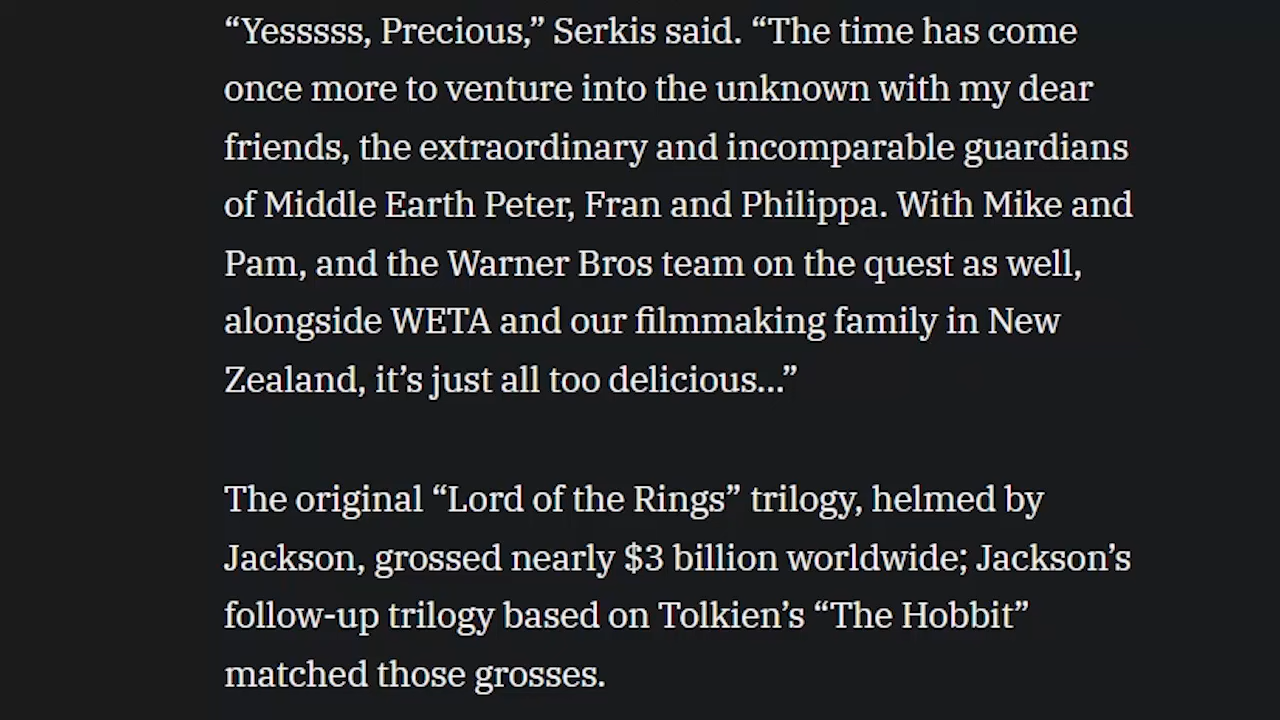 “Yesssss, Precious,” Serkis said. “The time has come
once more to venture into the unknown with my dear
friends, the extraordinary and incomparable guardians
of Middle Earth Peter, Fran and Philippa. With Mike and
Pam, and the Warner Bros team on the quest as well,
alongside WETA and our filmmaking family in New
Zealand, it’s just all too delicious…”
The original “Lord of the Rings” trilogy, helmed by
Jackson, grossed nearly $3 billion worldwide; Jackson’s
follow-up trilogy based on Tolkien’s “The Hobbit”
matched those grosses.